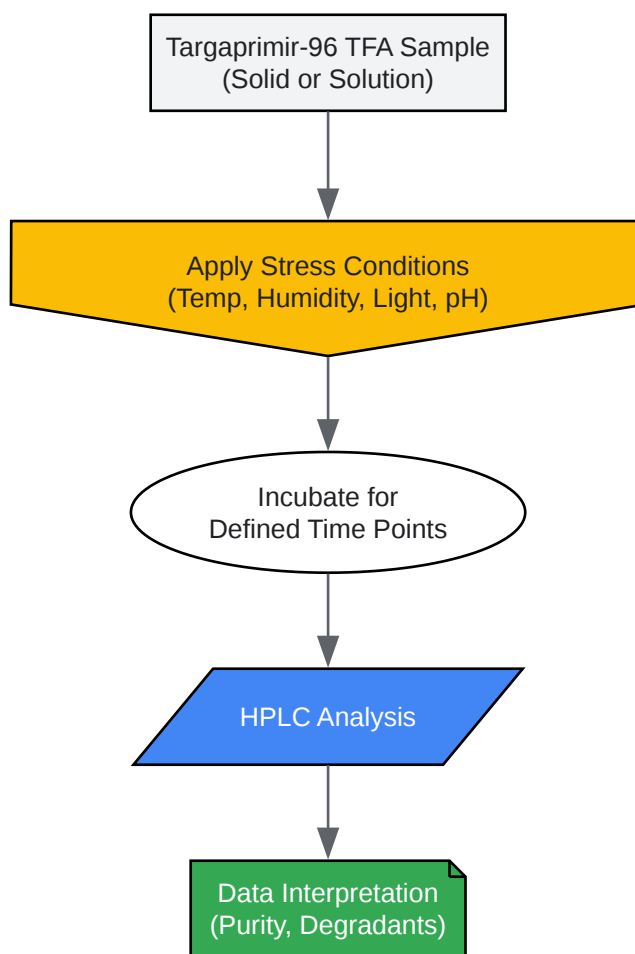 Targaprimir-96 TFA Sample
(Solid or Solution)
Apply Stress Conditions
(Temp, Humidity, Light, pH)
Incubate for
Defined Time Points
HPLC Analysis
Data Interpretation
(Purity, Degradants)